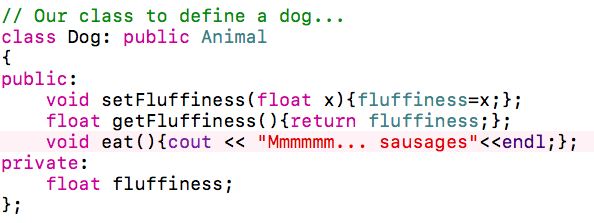 // Our class to define a dog...
class Dog: public Animal
{
public:
    void setFluffiness(float x){fluffiness=x;};
    float getFluffiness(){return fluffiness;};
    void eat(){cout << "Mmmmmm... sausages"<<endl;};
private:
    float fluffiness;
};